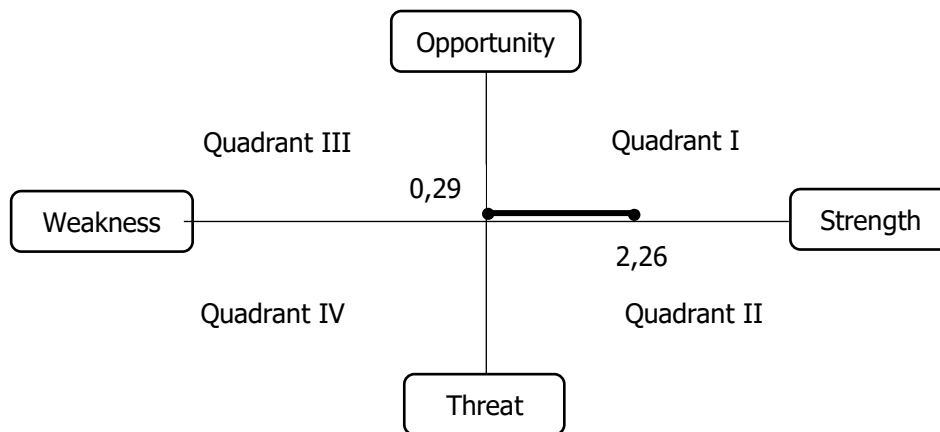 Opportunity
Quadrant III
Quadrant I
0,29
Weakness
Strength
2,26
Quadrant IV
Quadrant II
Threat